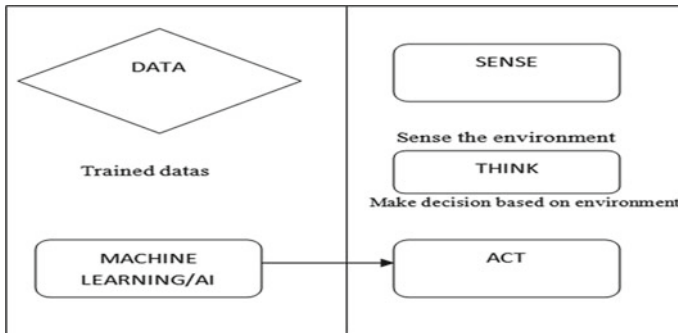 DATA
Trained datas
MACHINE
LEARNING/AI
SENSE
Sense the environment
THINK
Make decision based on environment
ACT